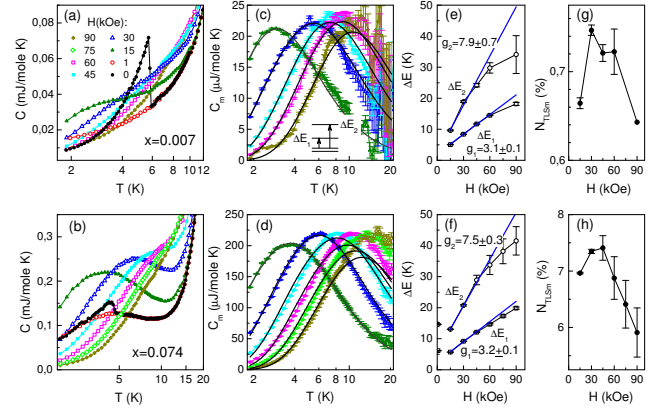 (a)
H(kOe):
90 30
75 15
60 1
45 0
0,08
0,06
0,04
0,02
C (mJ/mole K)
x=0.007
2 4 6 8 10 12
T (K)
(c)
25
20
15
10
5
0
C_m (μJ/mole K)
ΔE_1
ΔE_2
2 4 6 8 10 20
T (K)
(e)
50
40
30
20
10
0
ΔE (K)
g_2=7.9±0.7
ΔE_2
ΔE_1
g_1=3.1±0.1
0 30 60 90
H (kOe)
(g)
0,7
0,6
N_TLSm (%)
0 30 60 90
H (kOe)
(b)
0,3
0,2
0,1
0,0
C (mJ/mole K)
x=0.074
5 10 15 20
T (K)
(d)
250
200
150
100
50
0
C_m (μJ/mole K)
2 4 6 8 10 20
T (K)
(f)
50
40
30
20
10
0
ΔE (K)
g_2=7.5±0.3
ΔE_2
ΔE_1
g_1=3.2±0.1
0 30 60 90
H (kOe)
(h)
8
7
6
N_TLSm (%)
0 30 60 90
H (kOe)